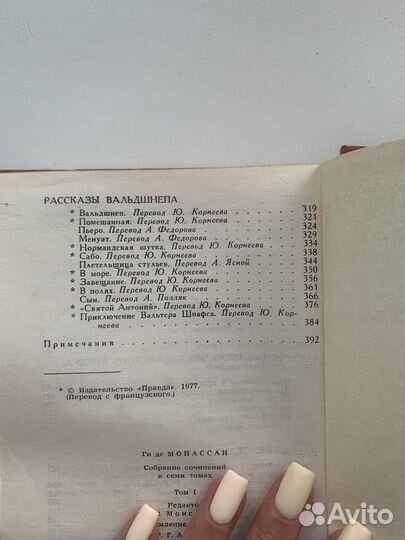 РАССКАЗЫ ВАЛЬДШНЕПА
* Вальдшнеп. Перевод Ю. Корнеева 319
* Помешанная. Перевод Ю. Корнеева 321
Пьеро. Перевод А. Федорова 324
Менуэт. Перевод А. Федорова 329
* Нормандская шутка. Перевод Ю. Корнеева 334
* Сабо. Перевод Ю. Корнеева 338
Плетельщица стульев. Перевод А. Ясной 344
* В море. Перевод Ю. Корнеева 350
* Завещание. Перевод Ю. Корнеева 356
* В полях. Перевод Ю. Корнеева 361
Сын. Перевод А. Поляк 366
* «Святой Антоний». Перевод Ю. Корнеева 376
* Приключение Вальтера Шнафса. Перевод Ю. Кор-
неева 384
Примечания 392
* © Издательство «Правда». 1977.
(Перевод с французского.)
Ги де МОПАССАН
Собрание сочинений
в семи томах
Том I
Редакто
Моис
мление
Г. А
Avito